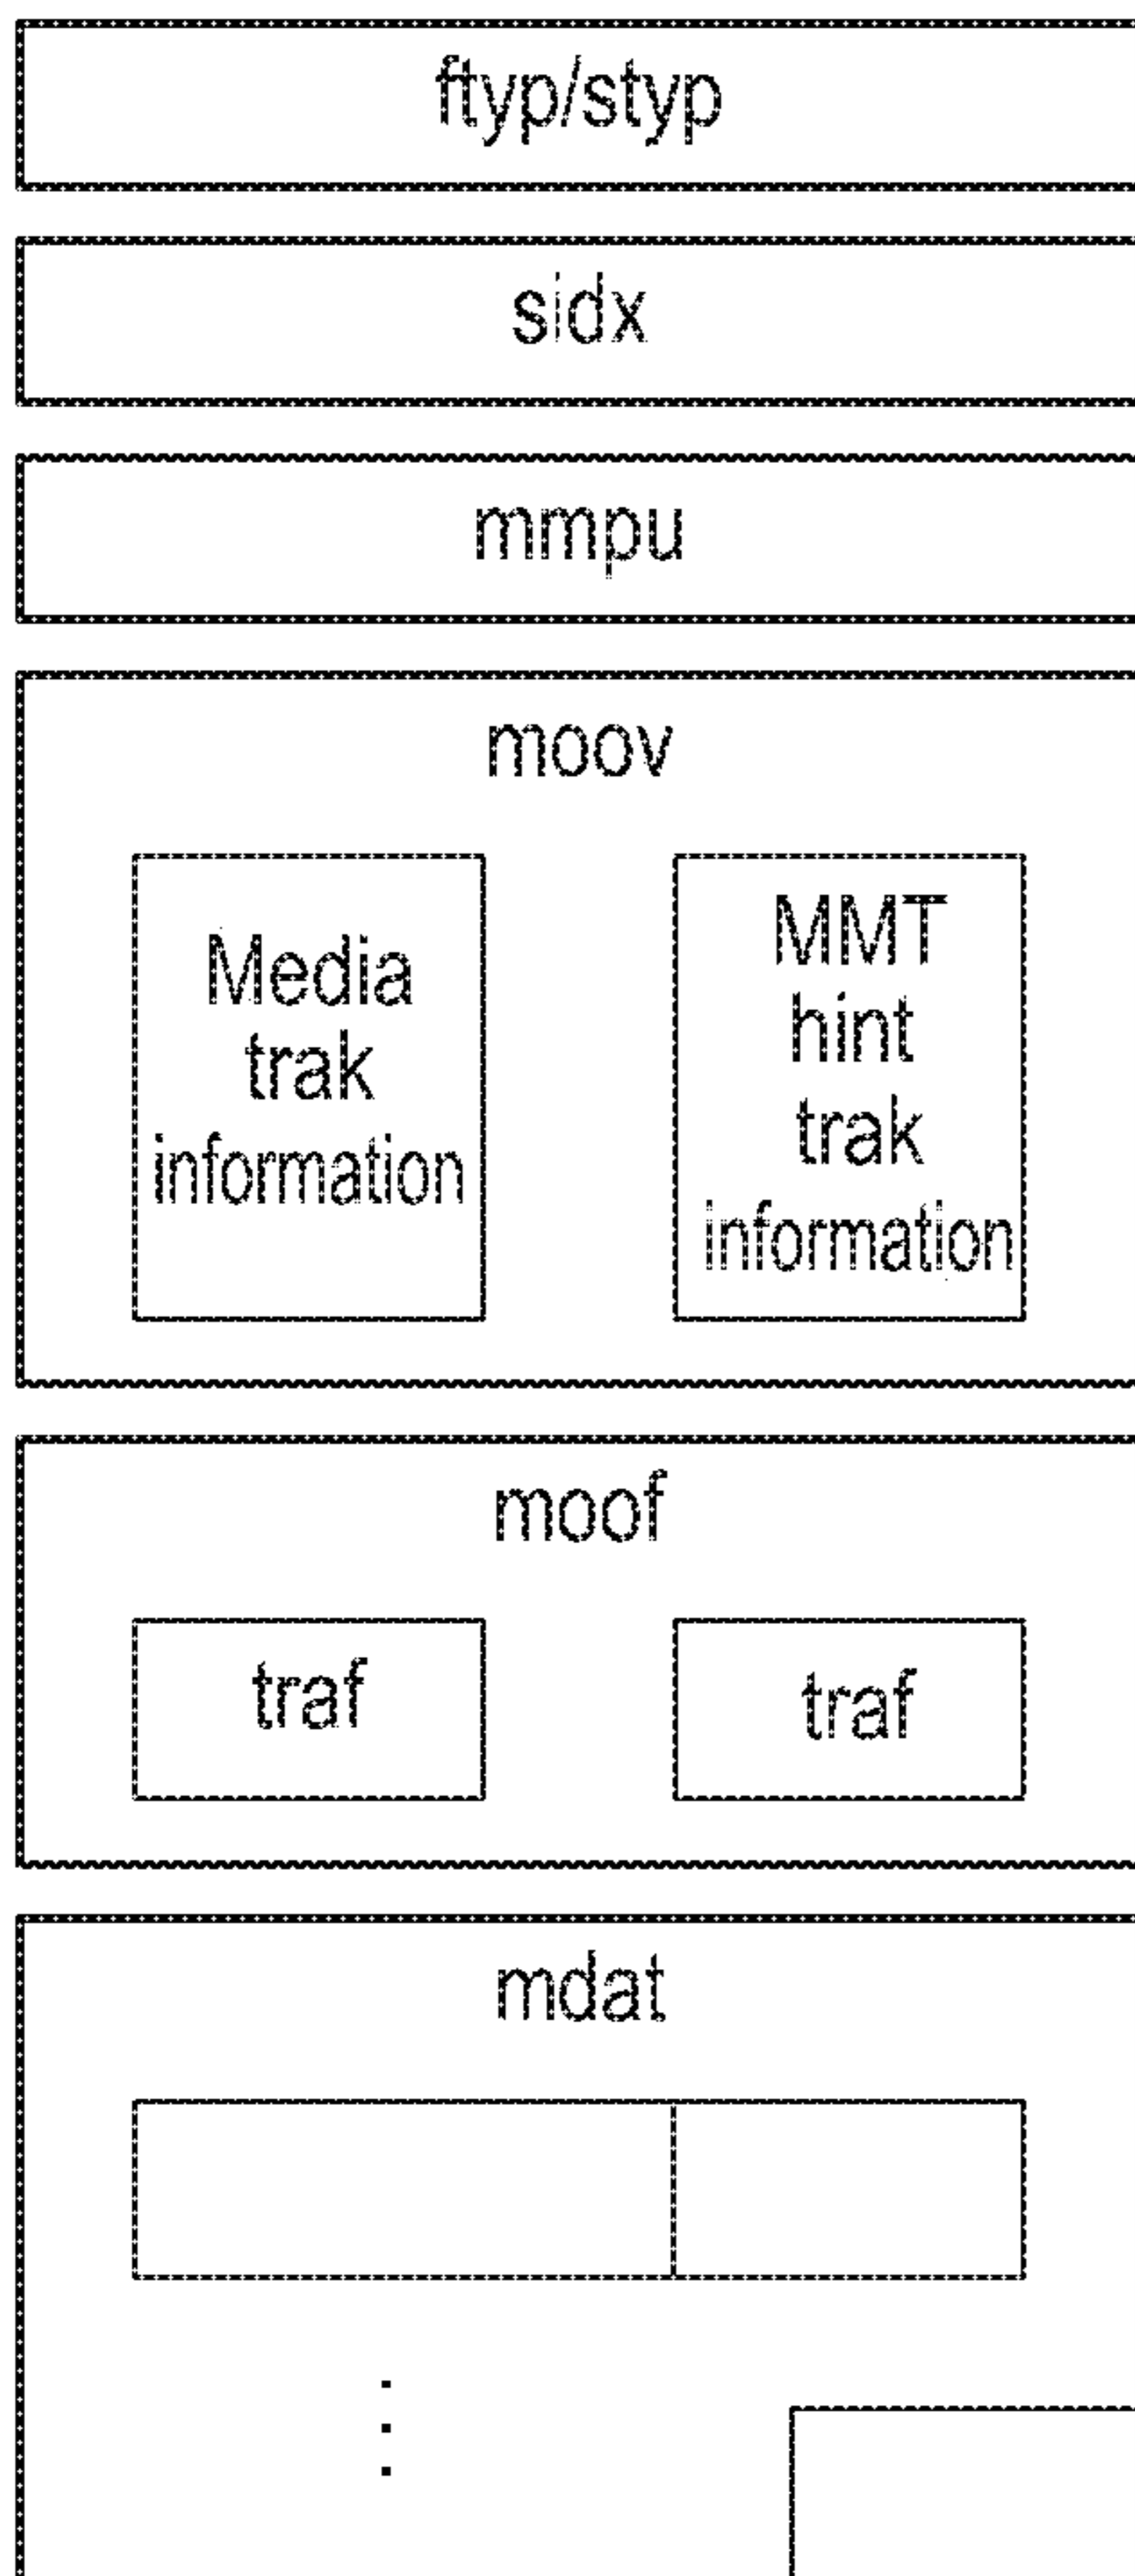 ftyp/styp
sidx
mmpu
moov
Media
trak
information
MMT
hint
trak
information
moof
traf
traf
mdat